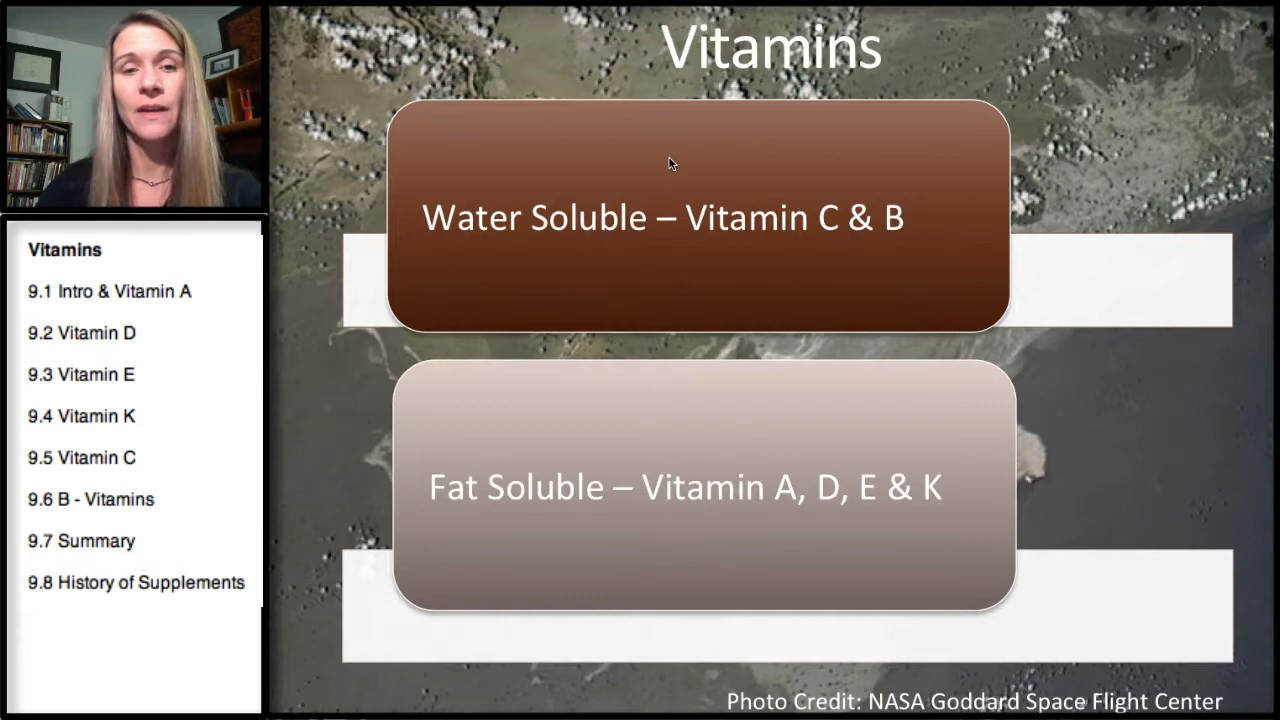 Vitamins
Water Soluble – Vitamin C & B
Fat Soluble – Vitamin A, D, E & K
Photo Credit: NASA Goddard Space Flight Center
Vitamins
9.1 Intro & Vitamin A
9.2 Vitamin D
9.3 Vitamin E
9.4 Vitamin K
9.5 Vitamin C
9.6 B - Vitamins
9.7 Summary
9.8 History of Supplements